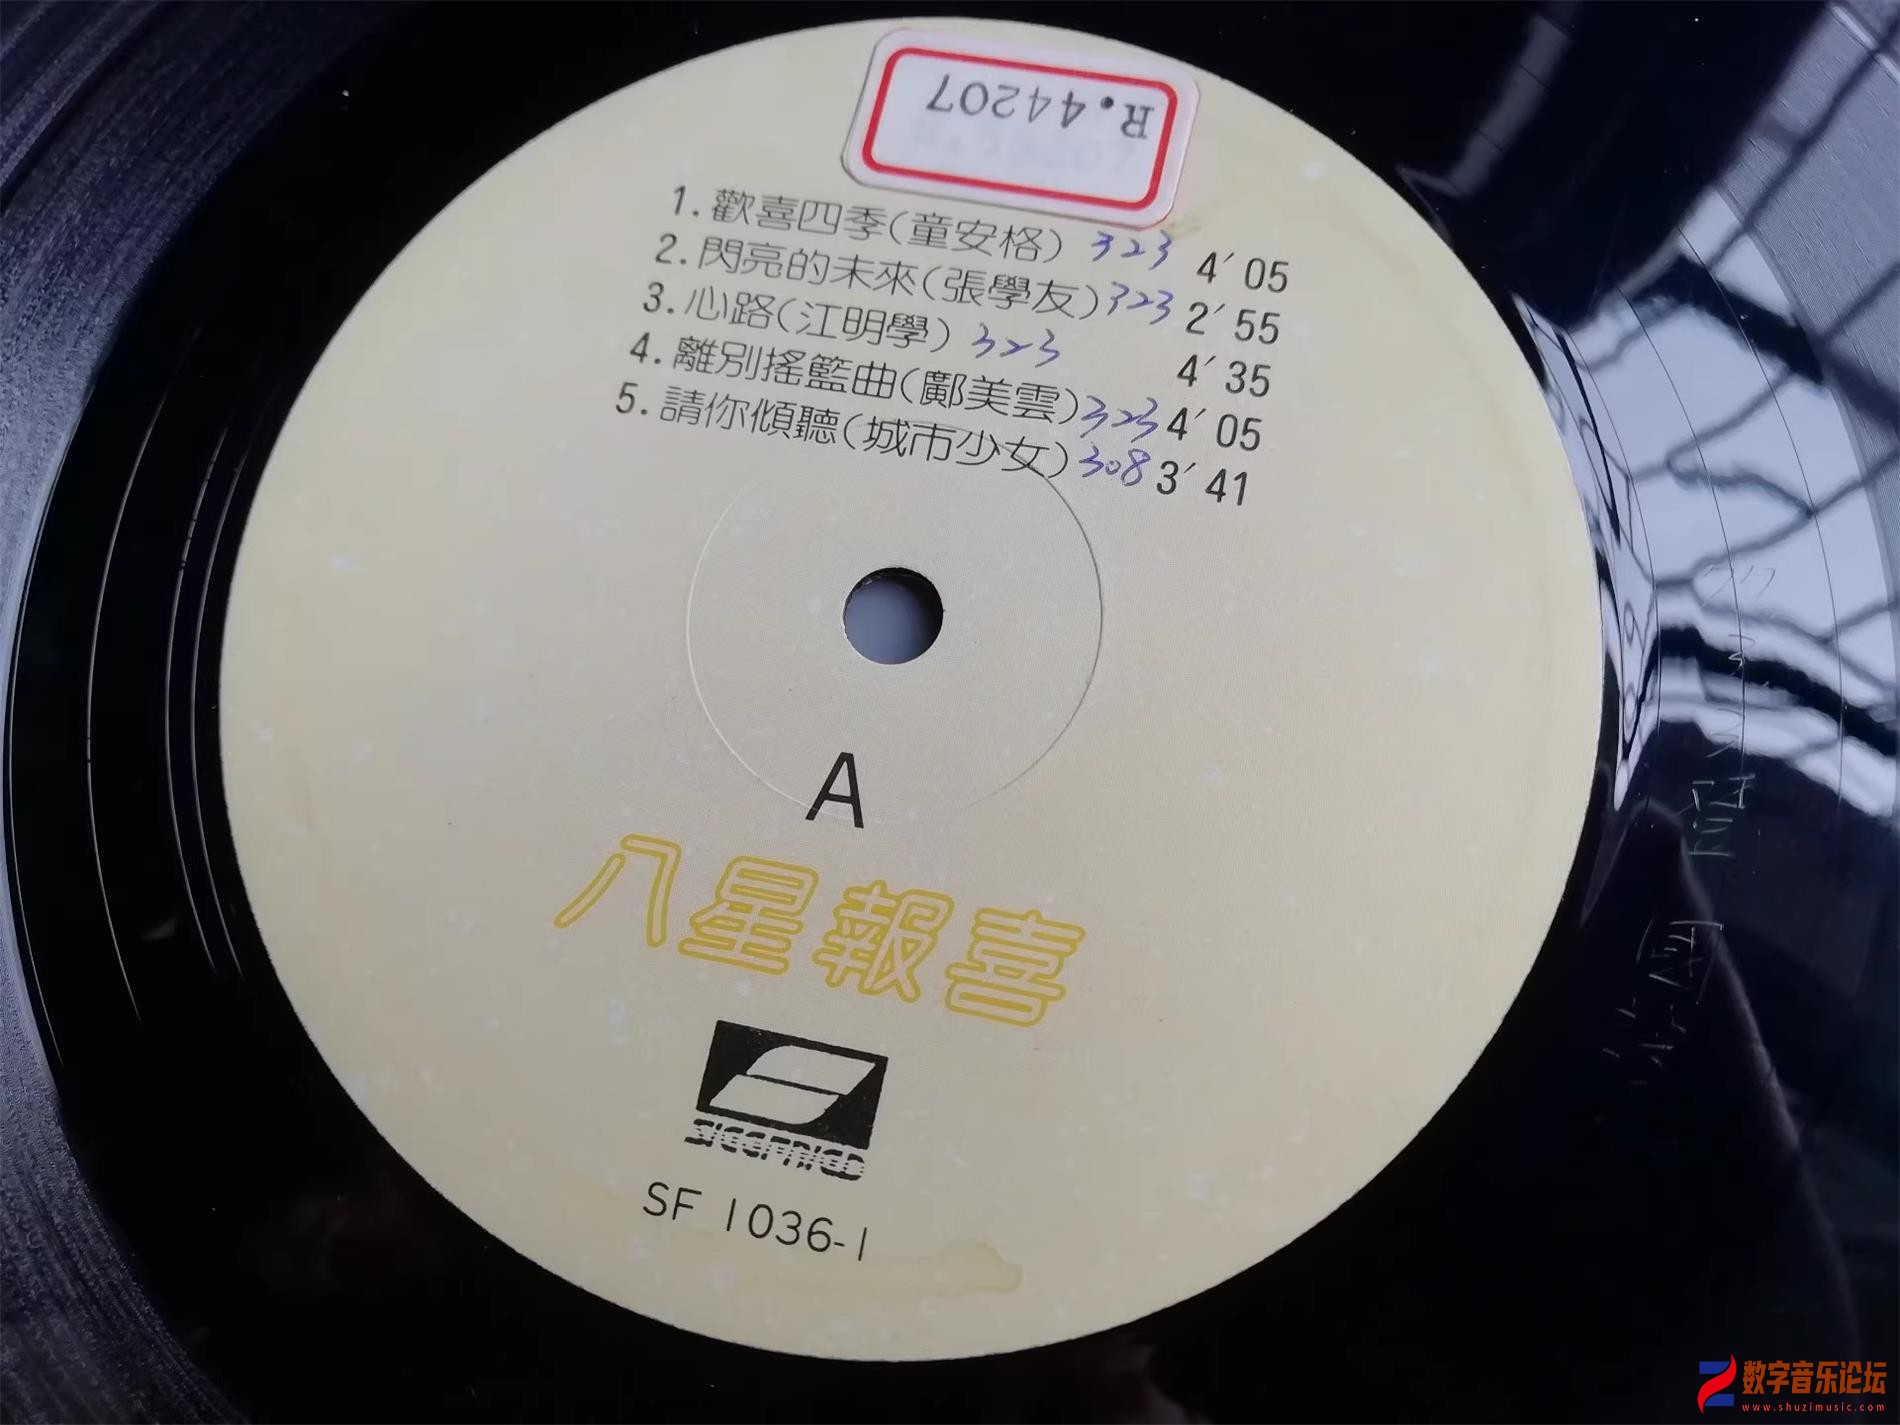 R.44207
1.歡喜四季(童安格) 323 4′05
2.閃亮的未來(張學友) 323 2′55
3.心路(江明學) 323 4′35
4.離別搖籃曲(鄺美雲) 323 4′05
5.請你傾聽(城市少女) 308 3′41
A
八星報喜
SF 1036-1
数字音乐论坛
www.shuzimusic.com